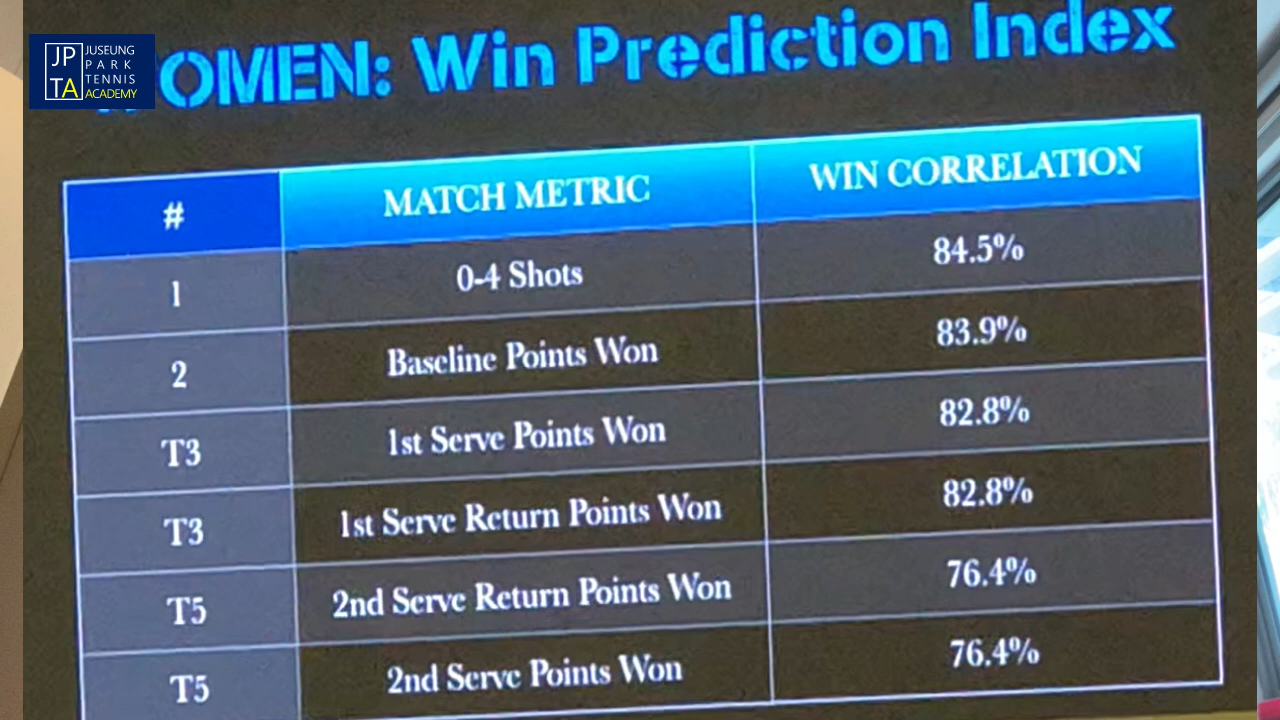 JP JUSEUNG
PARK
TA TENNIS
ACADEMY
OMEN: Win Prediction Index
# MATCH METRIC WIN CORRELATION
1 0-4 Shots 84.5%
2 Baseline Points Won 83.9%
T3 1st Serve Points Won 82.8%
T3 1st Serve Return Points Won 82.8%
T5 2nd Serve Return Points Won 76.4%
T5 2nd Serve Points Won 76.4%